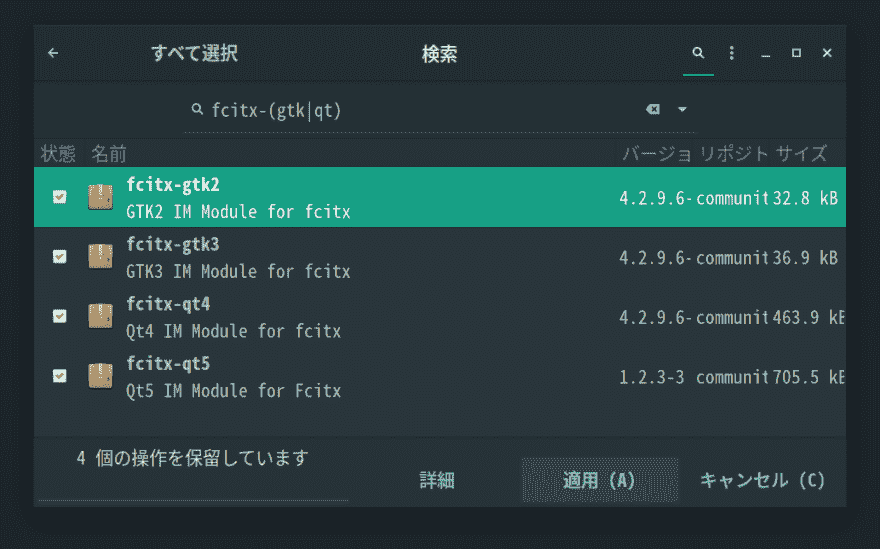 すべて選択 検索
fcitx-(gtk|qt)
状態 名前 バージョ リポジト サイズ
fcitx-gtk2
GTK2 IM Module for fcitx 4.2.9.6- communit 32.8 kB
fcitx-gtk3
GTK3 IM Module for fcitx 4.2.9.6- communit 36.9 kB
fcitx-qt4
Qt4 IM Module for fcitx 4.2.9.6- communit 463.9 kB
fcitx-qt5
Qt5 IM Module for Fcitx 1.2.3-3 communit 705.5 kB
4 個の操作を保留しています
詳細 適用 (A) キャンセル (C)